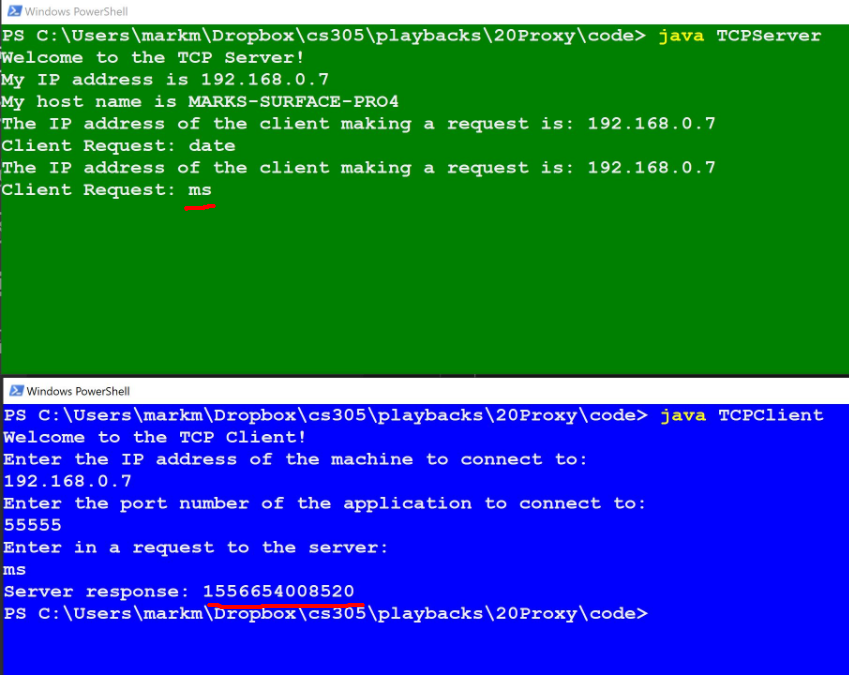 Windows PowerShell
PS C:\Users\markm\Dropbox\cs305\playbacks\20Proxy\code> java TCPServer
Welcome to the TCP Server!
My IP address is 192.168.0.7
My host name is MARKS-SURFACE-PRO4
The IP address of the client making a request is: 192.168.0.7
Client Request: date
The IP address of the client making a request is: 192.168.0.7
Client Request: ms
Windows PowerShell
PS C:\Users\markm\Dropbox\cs305\playbacks\20Proxy\code> java TCPClient
Welcome to the TCP Client!
Enter the IP address of the machine to connect to:
192.168.0.7
Enter the port number of the application to connect to:
55555
Enter in a request to the server:
ms
Server response: 1556654008520
PS C:\Users\markm\Dropbox\cs305\playbacks\20Proxy\code>